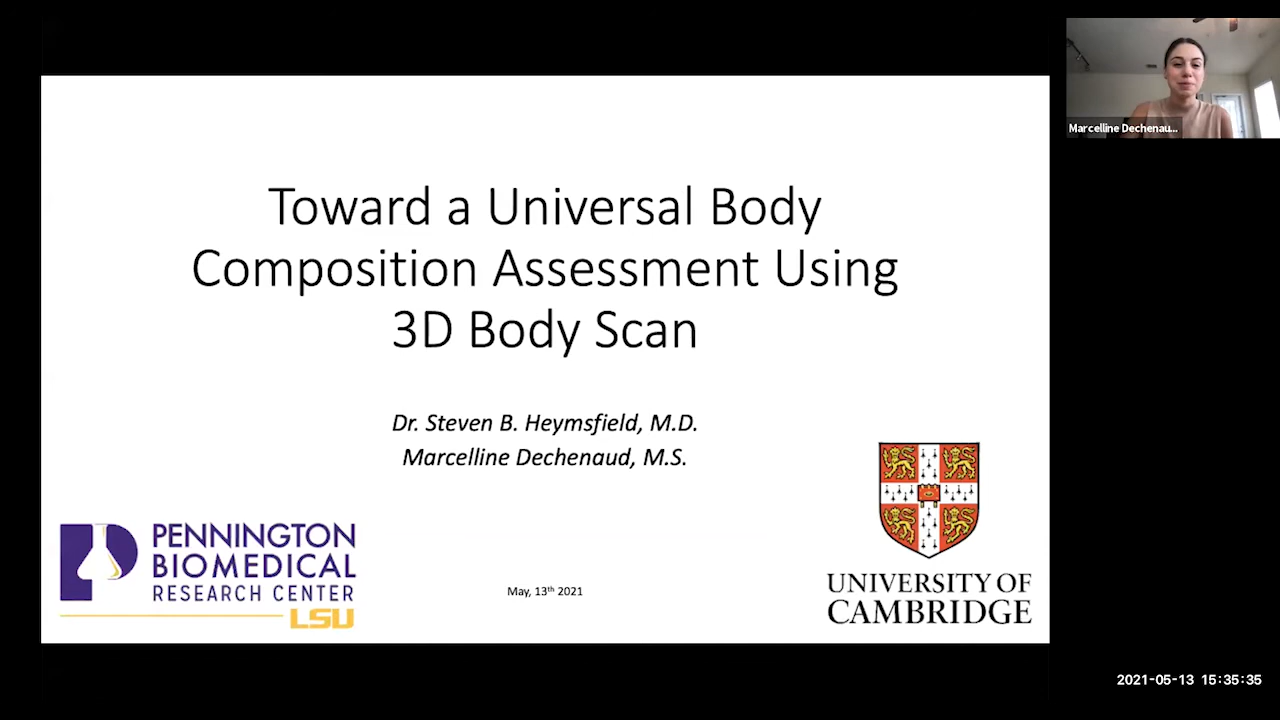 Toward a Universal Body
Composition Assessment Using
3D Body Scan
Dr. Steven B. Heymsfield, M.D.
Marcelline Dechenaud, M.S.
PENNINGTON
BIOMEDICAL
RESEARCH CENTER
LSU
May, 13th 2021
UNIVERSITY OF
CAMBRIDGE
Marcelline Dechenau...
2021-05-13 15:35:35